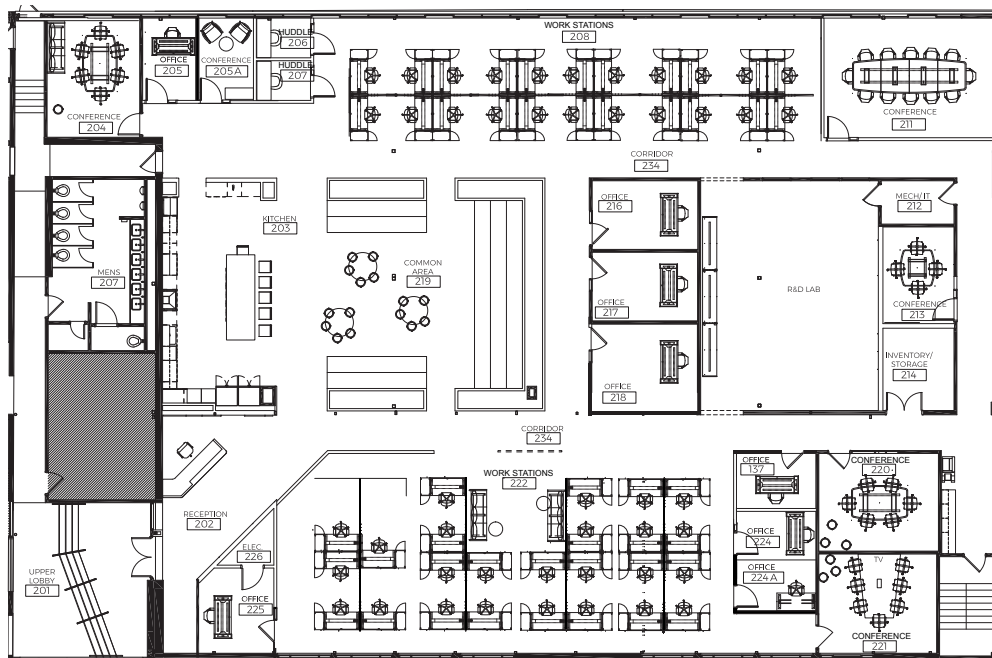 WORK STATIONS
208
HUDDLE
206
OFFICE
205
CONFERENCE
205 A
HUDDLE
207
CONFERENCE
204
CONFERENCE
211
CORRIDOR
234
OFFICE
216
MECH/ IT
212
KITCHEN
203
COMMON
AREA
219
MENS
207
R&D LAB
OFFICE
217
CONFERENCE
213
INVENTORY/
STORAGE
214
OFFICE
218
CORRIDOR
234
WORK STATIONS
222
OFFICE
137
CONFERENCE
220
RECEPTION
202
OFFICE
224
ELEC.
226
UPPER
LOBBY
201
OFFICE
224 A
TV
OFFICE
225
CONFERENCE
221